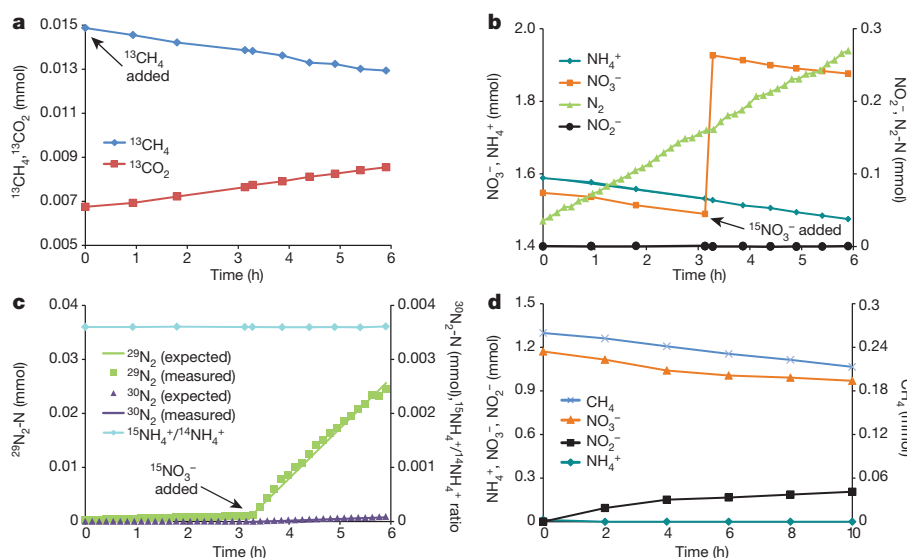 a
0.015
0.013
0.009
0.007
0.005
¹³CH₄, ¹³CO₂ (mmol)
¹³CH₄
added
¹³CH₄
¹³CO₂
0 1 2 3 4 5 6
Time (h)
b
2.0
1.9
1.8
1.6
1.4
NO₃⁻, NH₄⁺ (mmol)
NH₄⁺
NO₃⁻
N₂
NO₂⁻
¹⁵NO₃⁻ added
0.3
0.2
0.1
0
NO₂⁻, N₂-N (mmol)
0 1 2 3 4 5 6
Time (h)
c
0.04
0.03
0.02
0.01
0
²⁹N₂-N (mmol)
²⁹N₂ (expected)
²⁹N₂ (measured)
³⁰N₂ (expected)
³⁰N₂ (measured)
¹⁵NH₄⁺/¹⁴NH₄⁺
¹⁵NO₃⁻
added
0.004
0.003
0.002
0.001
0
³⁰N₂-N (mmol), ¹⁵NH₄⁺/¹⁴NH₄⁺ ratio
0 1 2 3 4 5 6
Time (h)
d
1.5
1.2
0.9
0.6
0.3
0
NH₄⁺, NO₃⁻, NO₂⁻ (mmol)
CH₄
NO₃⁻
NO₂⁻
NH₄⁺
0.3
0.24
0.18
0.12
0.06
0
CH₄ (mmol)
0 2 4 6 8 10
Time (h)